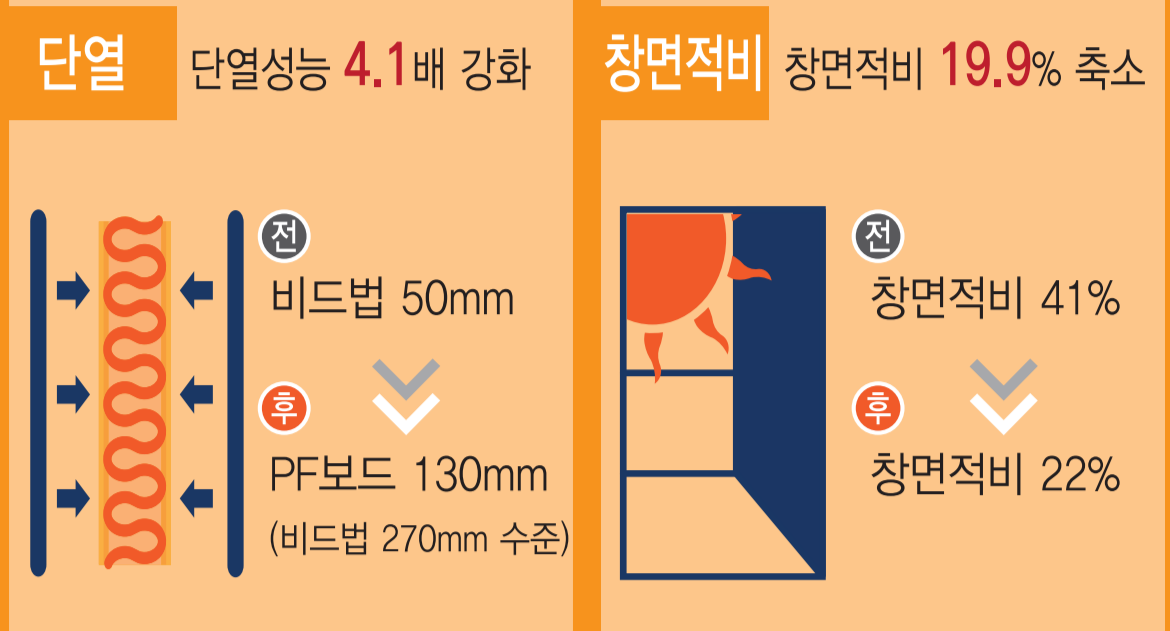 단열
단열성능 4.1배 강화
전
비드법 50mm
후
PF보드 130mm
(비드법 270mm 수준)
창면적비
창면적비 19.9% 축소
전
창면적비 41%
후
창면적비 22%